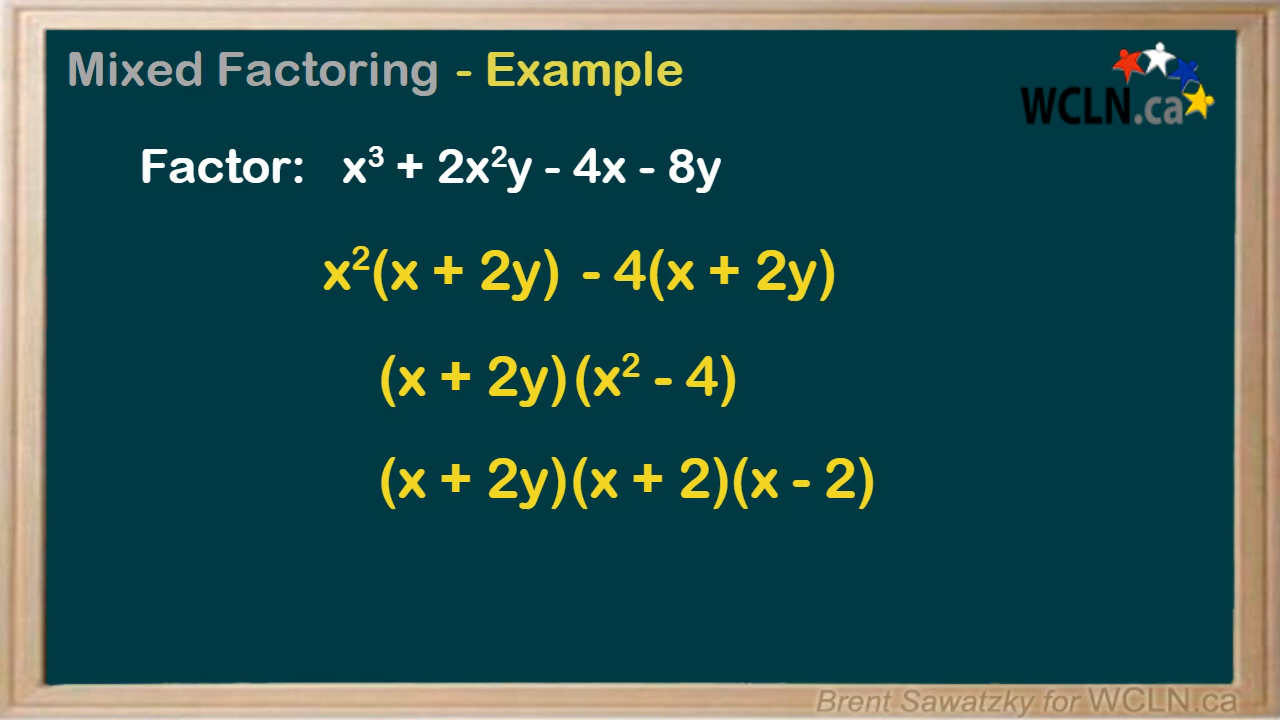 Mixed Factoring - Example
WCLN.ca
Factor: x³ + 2x²y - 4x - 8y
x²(x + 2y) - 4(x + 2y)
(x + 2y)(x² - 4)
(x + 2y)(x + 2)(x - 2)
Brent Sawatzky for WCLN.ca